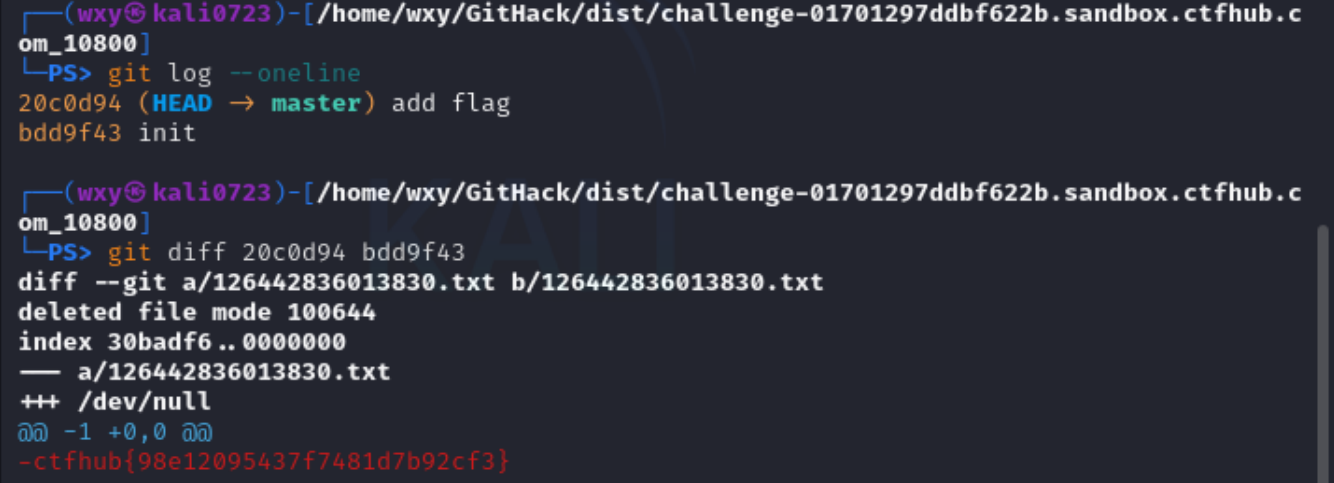 ┌──(wxy㉿kali0723)-[/home/wxy/GitHack/dist/challenge-01701297ddbf622b.sandbox.ctfhub.c
om_10800]
└─PS> git log --oneline
20c0d94 (HEAD -> master) add flag
bdd9f43 init
┌──(wxy㉿kali0723)-[/home/wxy/GitHack/dist/challenge-01701297ddbf622b.sandbox.ctfhub.c
om_10800]
└─PS> git diff 20c0d94 bdd9f43
diff --git a/126442836013830.txt b/126442836013830.txt
deleted file mode 100644
index 30badf6..0000000
--- a/126442836013830.txt
+++ /dev/null
@@ -1 +0,0 @@
-ctfhub{98e12095437f7481d7b92cf3}
KALI